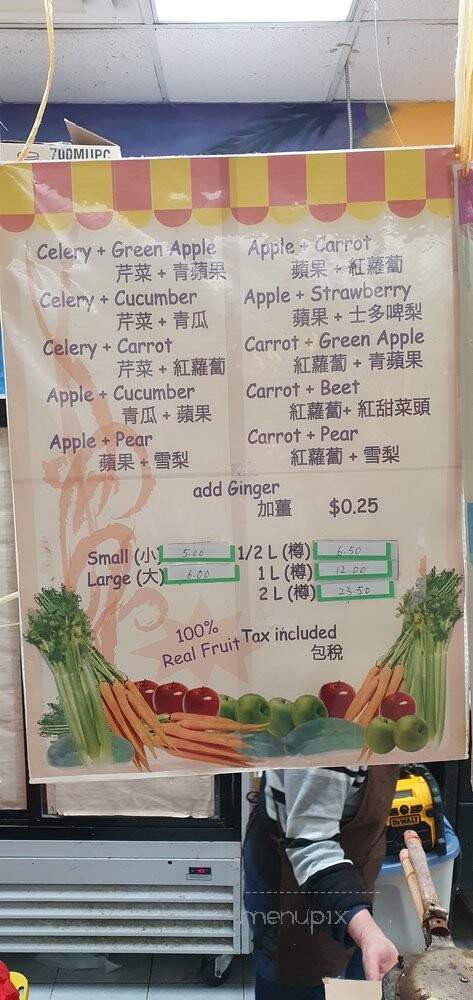 ZUOMUPC
Celery + Green Apple
芹菜 + 青蘋果
Celery + Cucumber
芹菜 + 青瓜
Celery + Carrot
芹菜 + 紅蘿蔔
Apple + Cucumber
青瓜 + 蘋果
Apple + Pear
蘋果 + 雪梨
Apple + Carrot
蘋果 + 紅蘿蔔
Apple + Strawberry
蘋果 + 士多啤梨
Carrot + Green Apple
紅蘿蔔 + 青蘋果
Carrot + Beet
紅蘿蔔+ 紅甜菜頭
Carrot + Pear
紅蘿蔔 + 雪梨
add Ginger
加薑 $0.25
Small (小) 5.00
Large (大) 6.00
1/2 L (樽) 6.50
1L (樽) 12.00
2 L (樽) 23.50
100%
Real Fruit
Tax included
包稅
DEWALT
menupix